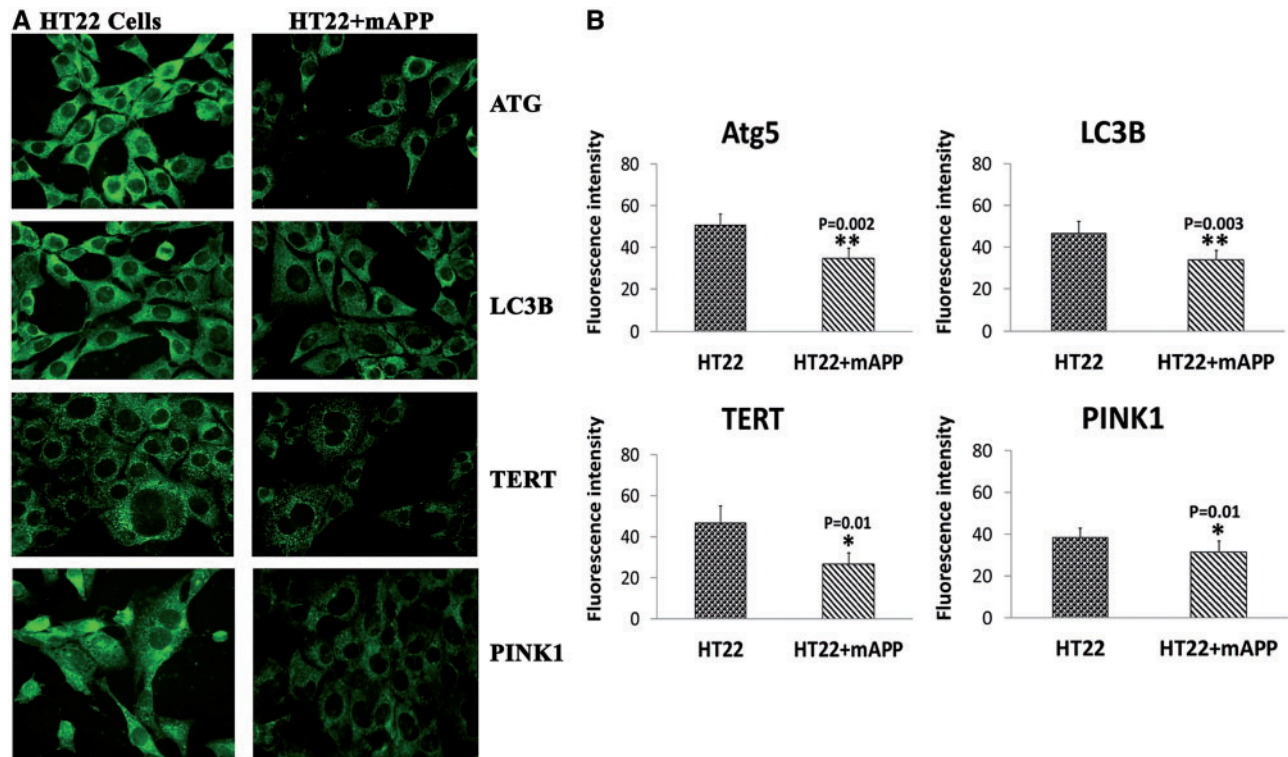 A HT22 Cells HT22+mAPP
ATG
LC3B
TERT
PINK1
B
Atg5
Fluorescence intensity
80
60
40
20
0
P=0.002
**
HT22 HT22+mAPP
LC3B
Fluorescence intensity
80
60
40
20
0
P=0.003
**
HT22 HT22+mAPP
TERT
Fluorescence intensity
80
60
40
20
0
P=0.01
*
HT22 HT22+mAPP
PINK1
Fluorescence intensity
80
60
40
20
0
P=0.01
*
HT22 HT22+mAPP